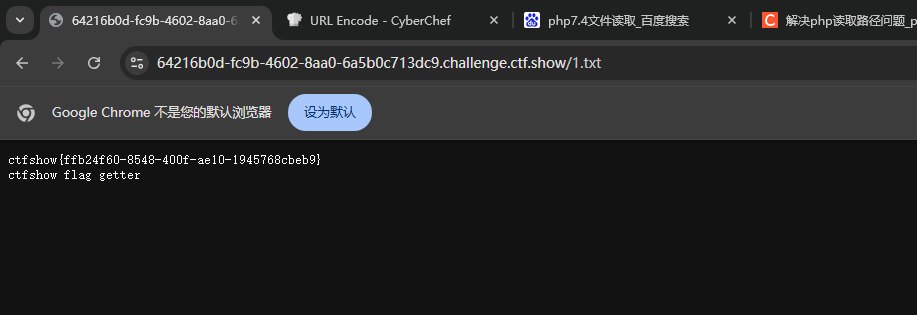 64216b0d-fc9b-4602-8aa0-6
URL Encode - CyberChef
php7.4文件读取_百度搜索
解决php读取路径问题_p
64216b0d-fc9b-4602-8aa0-6a5b0c713dc9.challenge.ctf.show/1.txt
Google Chrome 不是您的默认浏览器
设为默认
ctfshow{ffb24f60-8548-400f-ae10-1945768cbeb9}
ctfshow flag getter